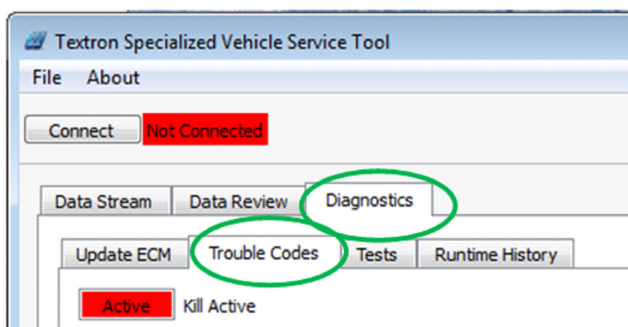 Textron Specialized Vehicle Service Tool
File About
Connect Not Connected
Data Stream Data Review Diagnostics
Update ECM Trouble Codes Tests Runtime History
Active Kill Active